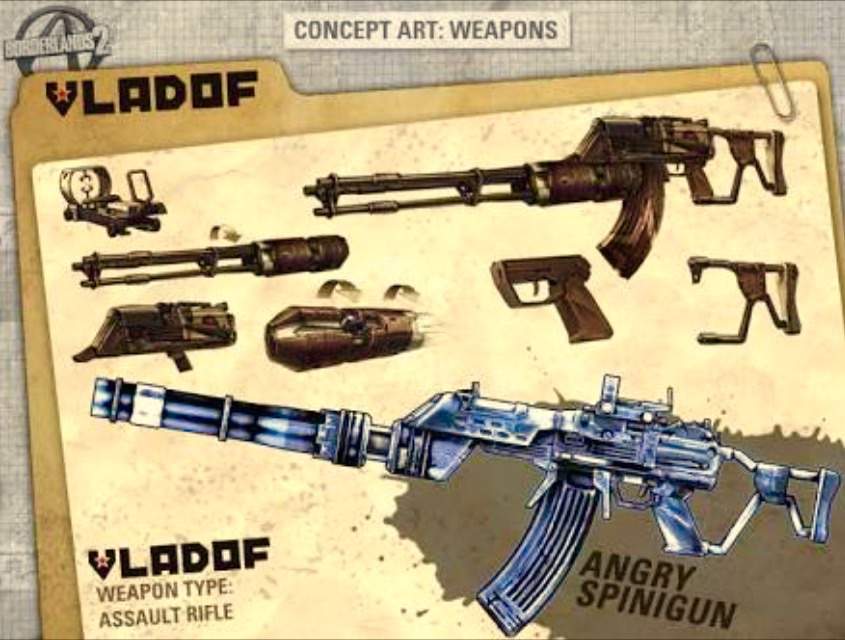 CONCEPT ART: WEAPONS
BORDERLANDS 2
VLADOF
VLADOF
WEAPON TYPE:
ASSAULT RIFLE
ANGRY
SPINIGUN